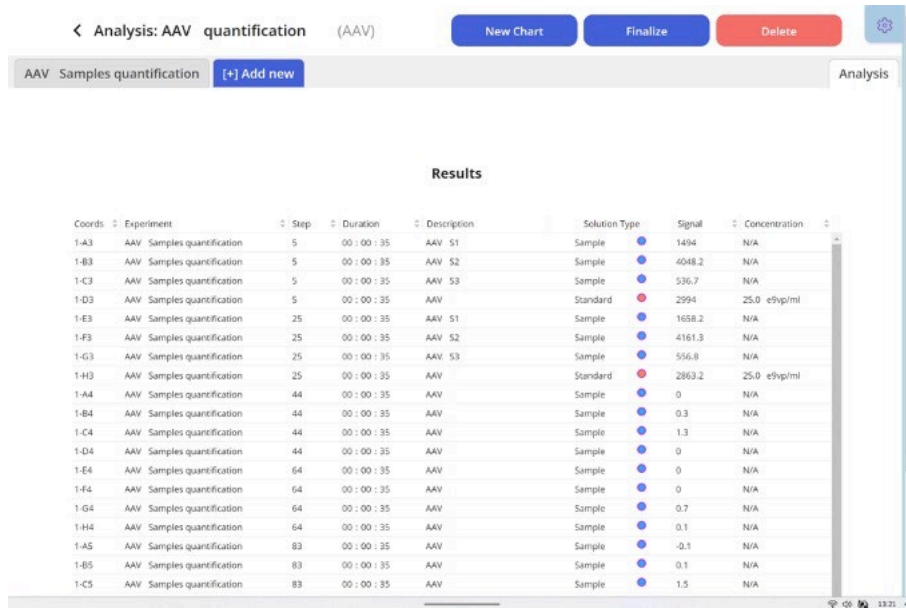 Analysis: AAV quantification (AAV) New Chart Finalize Delete
AAV Samples quantification [+] Add new Analysis
Results
Coords Experiment Step Duration Description Solution Type Signal Concentration
1-A3 AAV Samples quantification 5 00 : 00 : 35 AAV S1 Sample 1494 N/A
1-B3 AAV Samples quantification 5 00 : 00 : 35 AAV S2 Sample 4048.2 N/A
1-C3 AAV Samples quantification 5 00 : 00 : 35 AAV S3 Sample 536.7 N/A
1-D3 AAV Samples quantification 5 00 : 00 : 35 AAV Standard 2994 25.0 e9vp/ml
1-E3 AAV Samples quantification 25 00 : 00 : 35 AAV S1 Sample 1658.2 N/A
1-F3 AAV Samples quantification 25 00 : 00 : 35 AAV S2 Sample 4161.3 N/A
1-G3 AAV Samples quantification 25 00 : 00 : 35 AAV. S3 Sample 556.8 N/A
1-H3 AAV Samples quantification 25 00 : 00 : 35 AAV Standard 2863.2 25.0 e9vp/ml
1-A4 AAV Samples quantification 44 00 : 00 : 35 AAV Sample 0 N/A
1-B4 AAV Samples quantification 44 00 : 00 : 35 AAV Sample 0.3 N/A
1-C4 AAV Samples quantification 44 00 : 00 : 35 AAV Sample 1.3 N/A
1-D4 AAV Samples quantification 44 00 : 00 : 35 AAV Sample 0 N/A
1-E4 AAV Samples quantification 64 00 : 00 : 35 AAV Sample 0 N/A
1-F4 AAV Samples quantification 64 00 : 00 : 35 AAV Sample 0 N/A
1-G4 AAV Samples quantification 64 00 : 00 : 35 AAV Sample 0.7 N/A
1-H4 AAV Samples quantification 64 00 : 00 : 35 AAV Sample 0.1 N/A
1-A5 AAV Samples quantification 83 00 : 00 : 35 AAV Sample -0.1 N/A
1-B5 AAV Samples quantification 83 00 : 00 : 35 AAV Sample 0.1 N/A
1-C5 AAV Samples quantification 83 00 : 00 : 35 AAV Sample 1.5 N/A
13:21